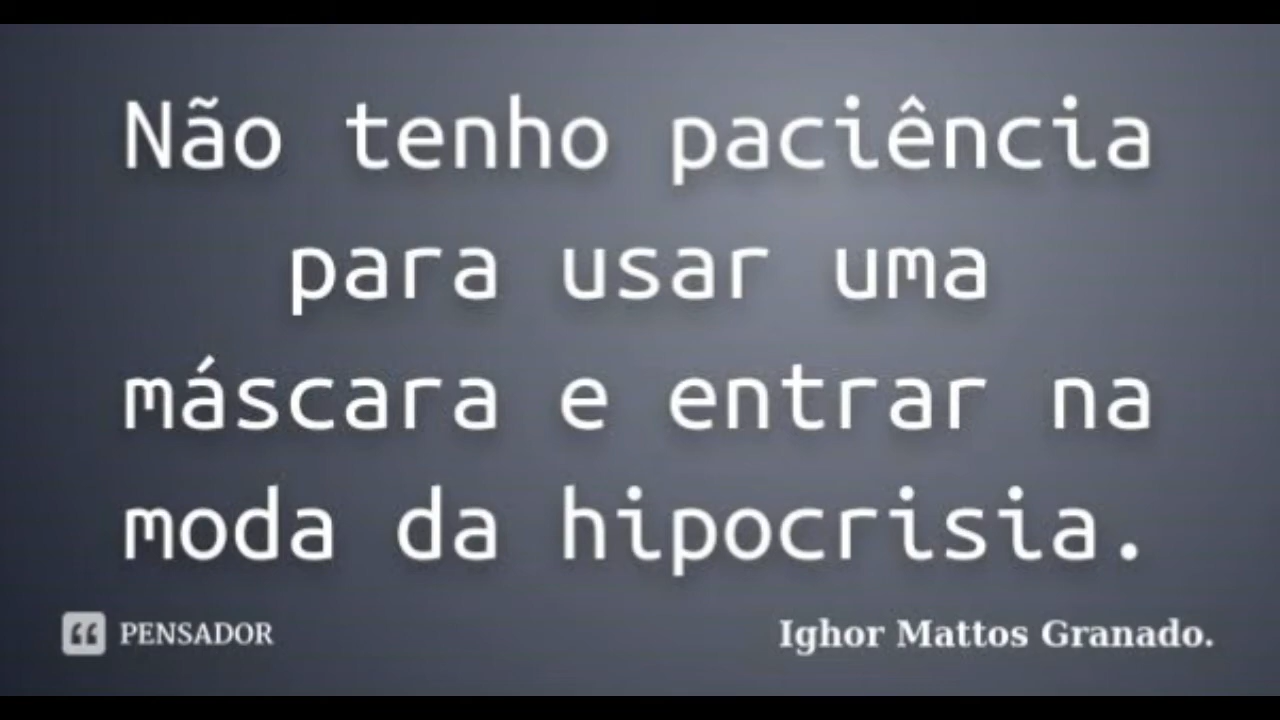 Não tenho paciência
para usar uma
máscara e entrar na
moda da hipocrisia.
PENSADOR
Ighor Mattos Granado.